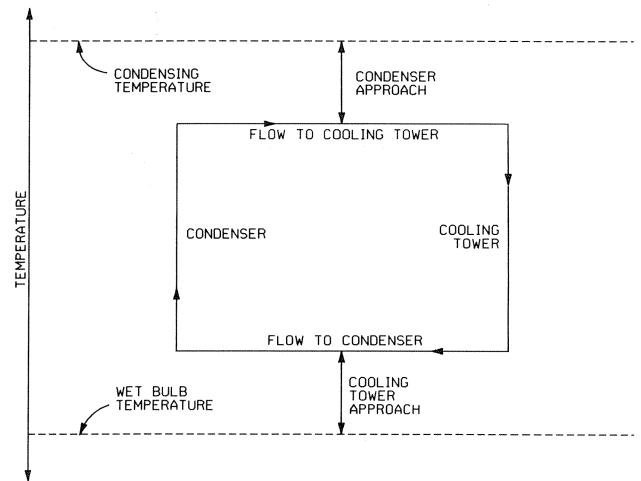 CONDENSING
TEMPERATURE
CONDENSER
APPROACH
FLOW TO COOLING TOWER
TEMPERATURE
CONDENSER
COOLING
TOWER
FLOW TO CONDENSER
WET BULB
TEMPERATURE
COOLING
TOWER
APPROACH